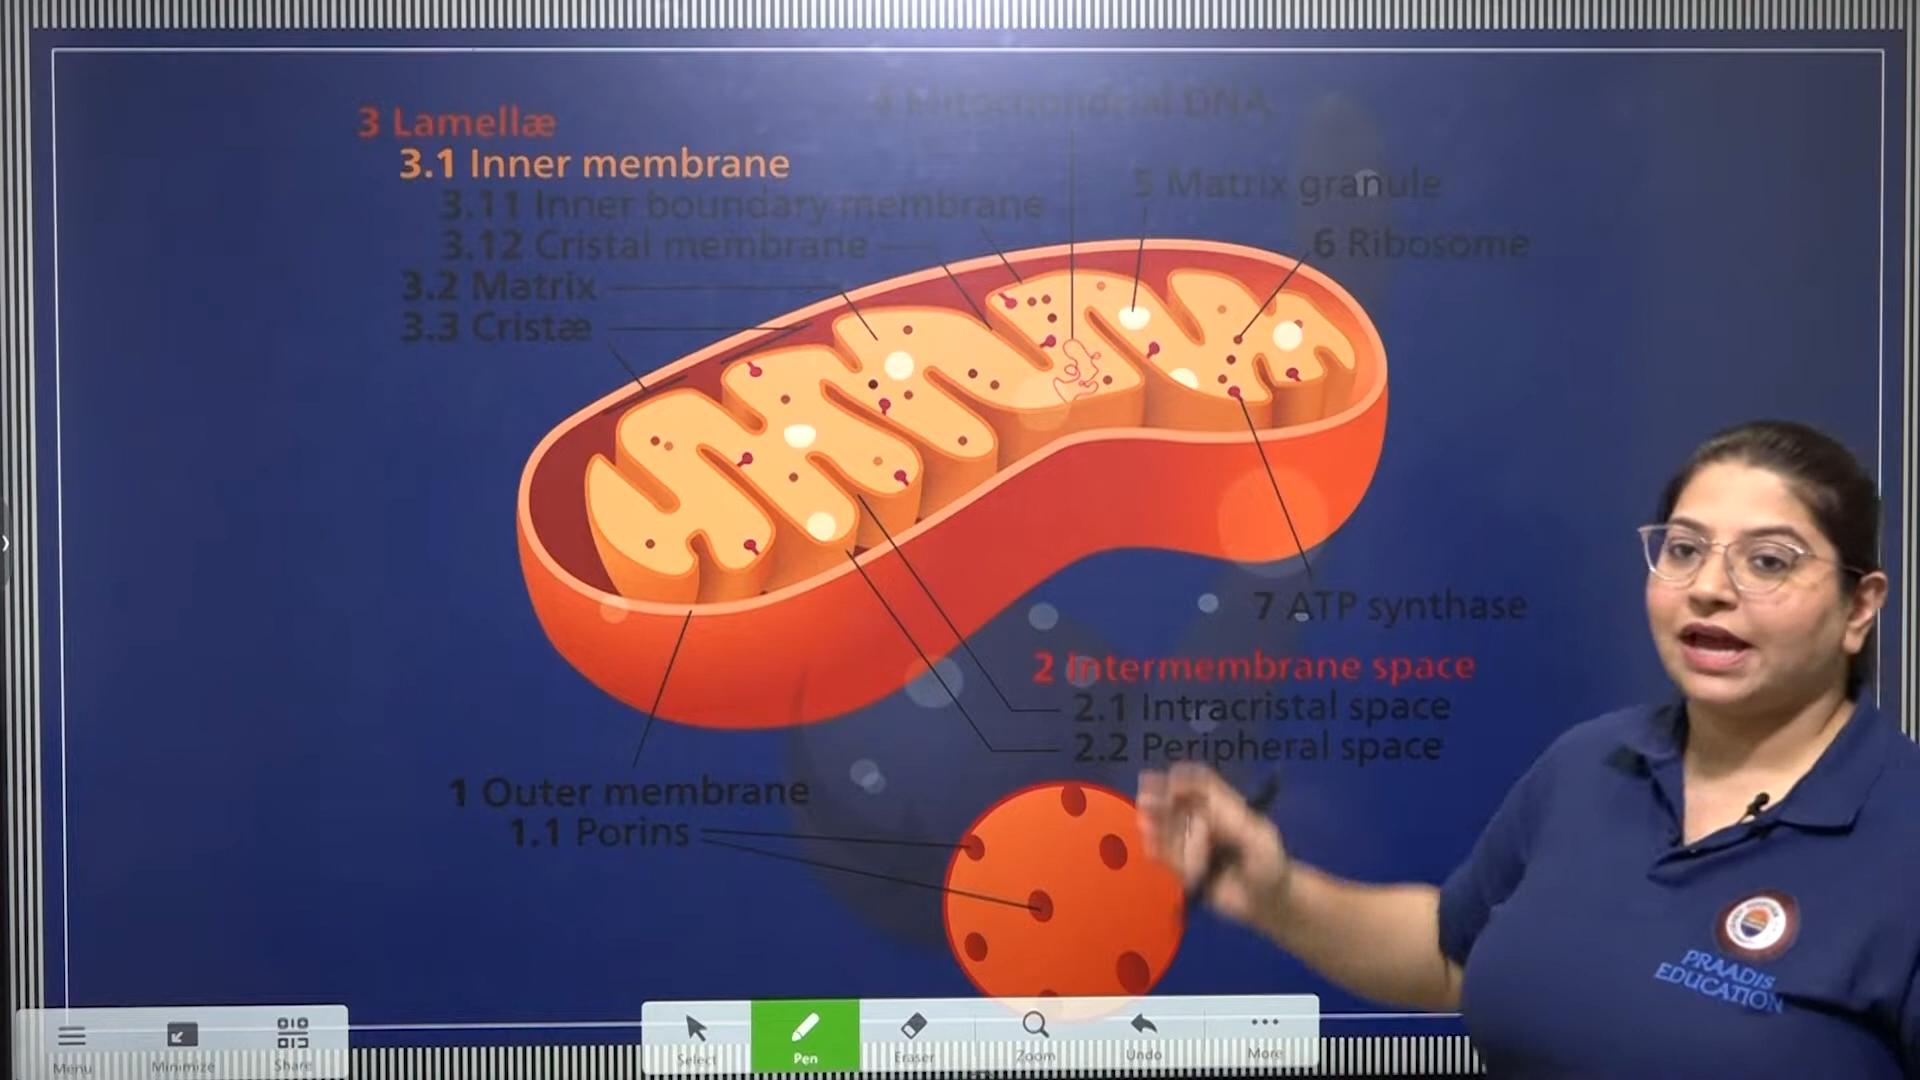 3 Lamellæ
3.1 Inner membrane
3.11 Inner boundary membrane
3.12 Cristal membrane
3.2 Matrix
3.3 Cristæ
4 Mitochondrial DNA
5 Matrix granule
6 Ribosome
7 ATP synthase
2 Intermembrane space
2.1 Intracristal space
2.2 Peripheral space
1 Outer membrane
1.1 Porins
PRAADIS
EDUCATION
Menu
Minimize
Share
Select
Pen
Eraser
Zoom
Undo
More